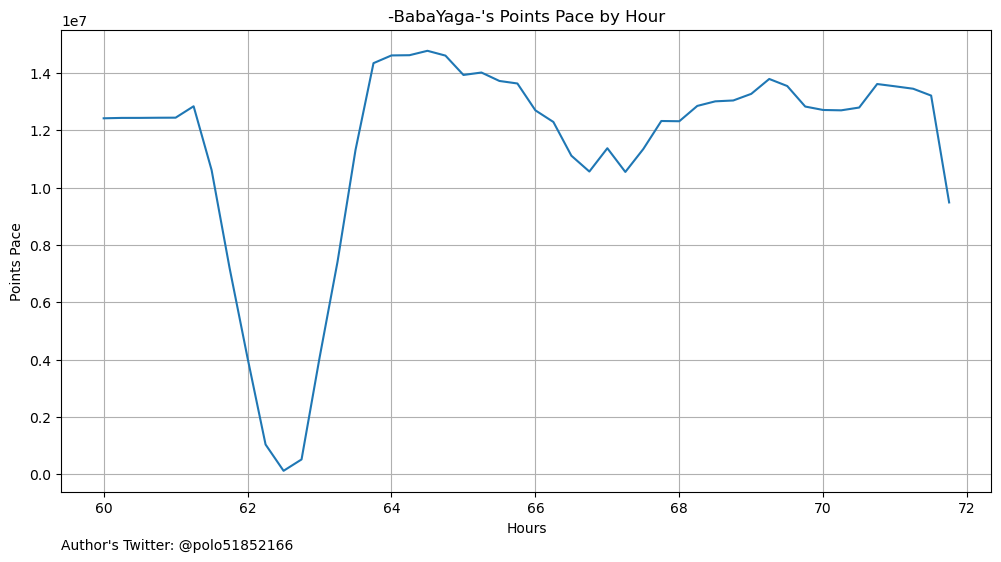 -BabaYaga-'s Points Pace by Hour
1e7
1.4
1.2
1.0
0.8
0.6
0.4
0.2
0.0
Points Pace
60 62 64 66 68 70 72
Hours
Author's Twitter: @polo51852166